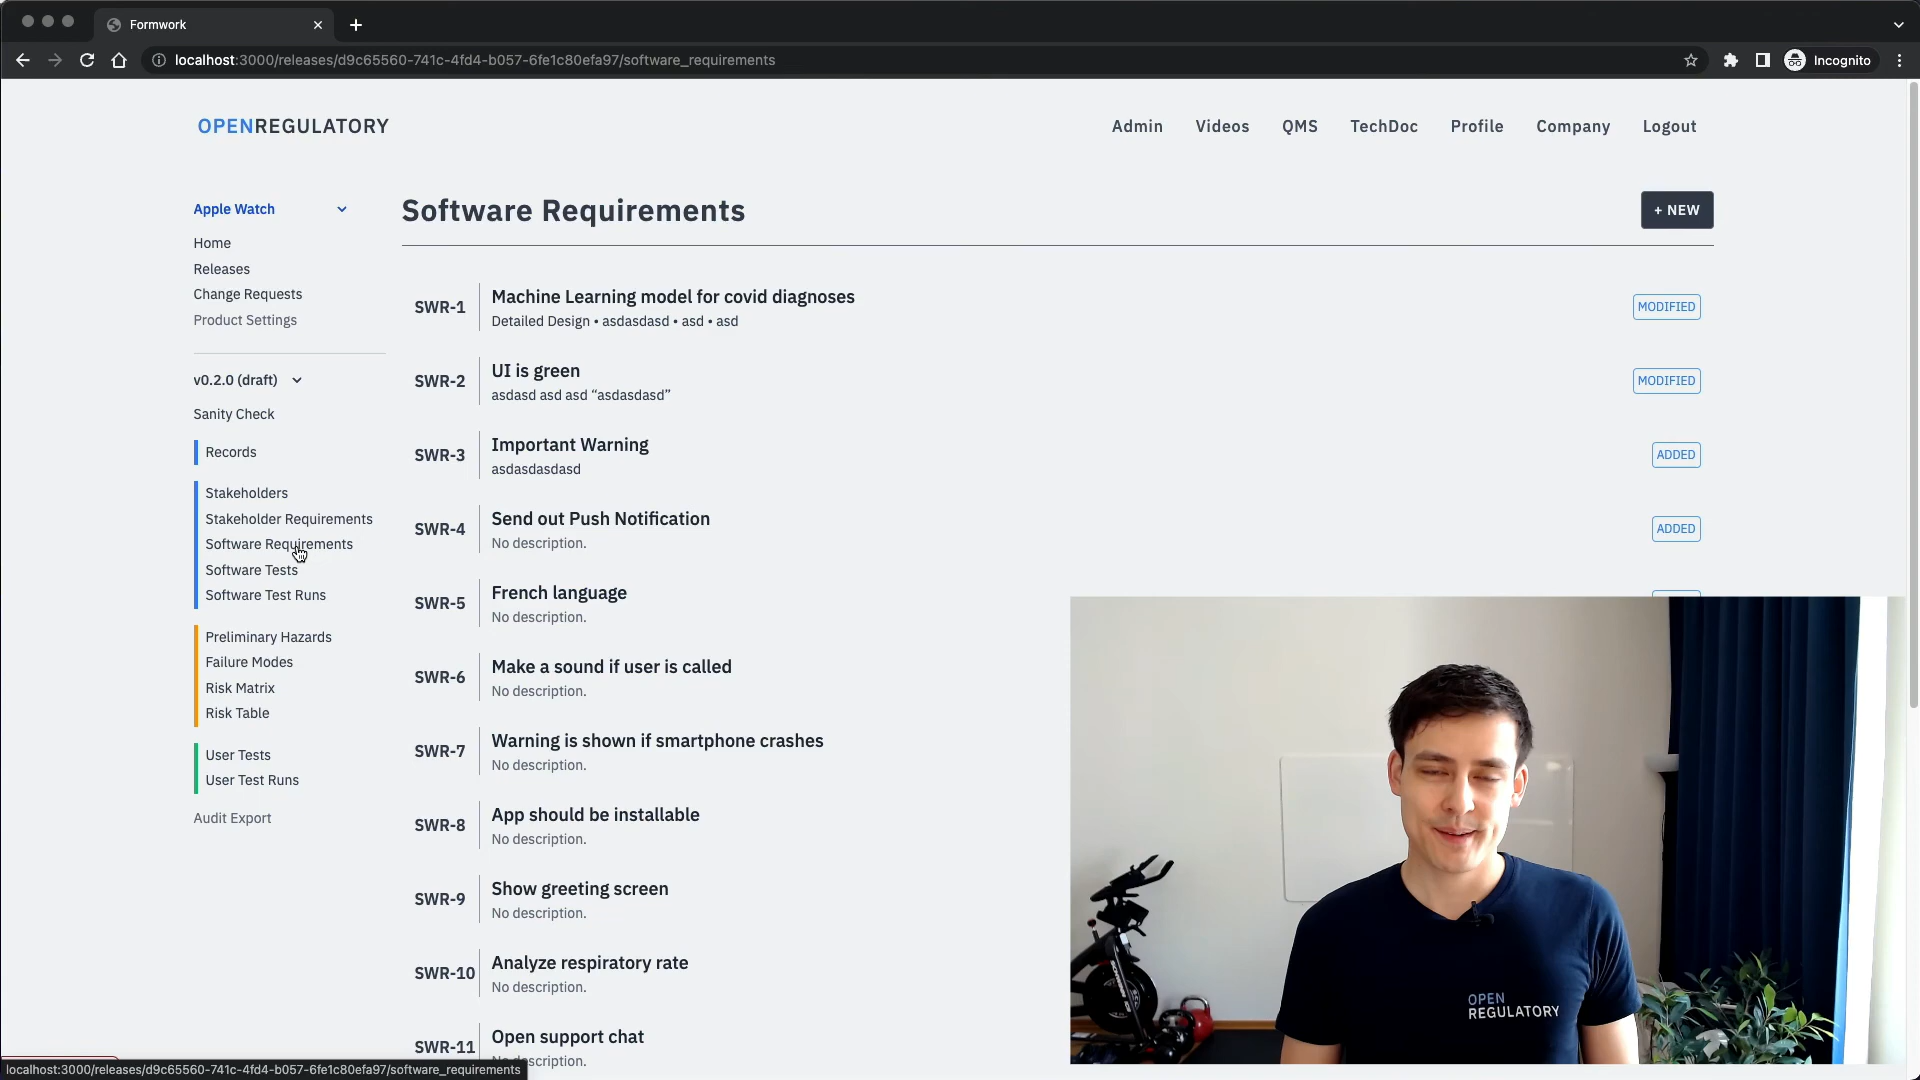 Formwork
localhost:3000/releases/d9c65560-741c-4fd4-b057-6fe1c80efa97/software_requirements
Incognito
OPENREGULATORY
Admin
Videos
QMS
TechDoc
Profile
Company
Logout
Apple Watch
Home
Releases
Change Requests
Product Settings
v0.2.0 (draft)
Sanity Check
Records
Stakeholders
Stakeholder Requirements
Software Requirements
Software Tests
Software Test Runs
Preliminary Hazards
Failure Modes
Risk Matrix
Risk Table
User Tests
User Test Runs
Audit Export
Software Requirements
+ NEW
SWR-1
Machine Learning model for covid diagnoses
Detailed Design • asdasdasd • asd • asd
MODIFIED
SWR-2
UI is green
asdasd asd asd “asdasdasd”
MODIFIED
SWR-3
Important Warning
asdasdasdasd
ADDED
SWR-4
Send out Push Notification
No description.
ADDED
SWR-5
French language
No description.
SWR-6
Make a sound if user is called
No description.
SWR-7
Warning is shown if smartphone crashes
No description.
SWR-8
App should be installable
No description.
SWR-9
Show greeting screen
No description.
SWR-10
Analyze respiratory rate
No description.
SWR-11
Open support chat
description.
localhost:3000/releases/d9c65560-741c-4fd4-b057-6fe1c80efa97/software_requirements
OPEN
REGULATORY